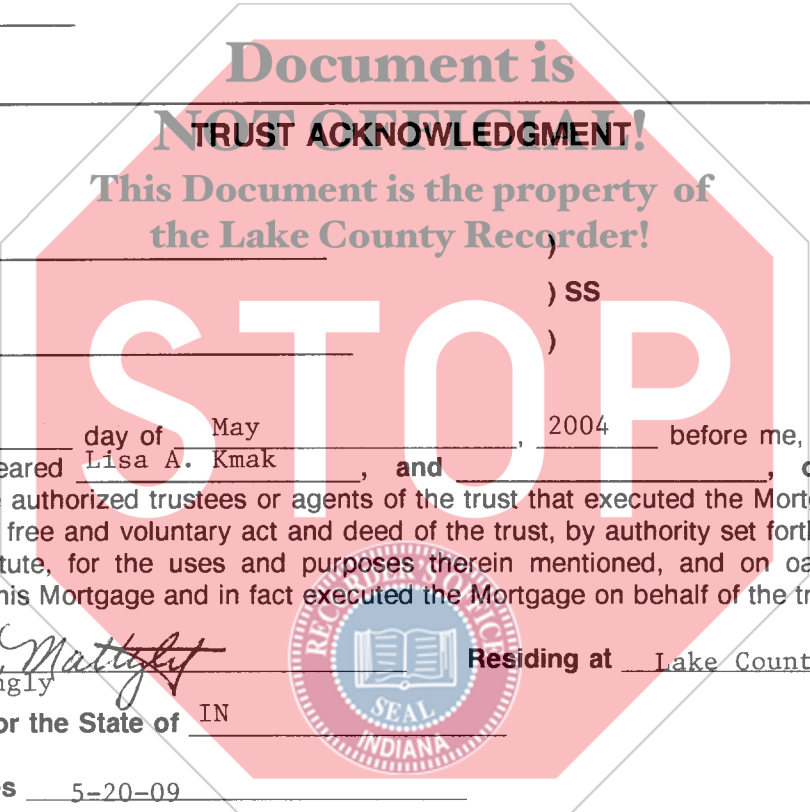 Document is
NOT OFFICIAL!
TRUST ACKNOWLEDGMENT
This Document is the property of
the Lake County Recorder!
)
) SS
)
STOP
day of May, 2004 before me,
eared Lisa A. Kmak, and , 
authorized trustees or agents of the trust that executed the Mort
free and voluntary act and deed of the trust, by authority set fort
tute, for the uses and purposes therein mentioned, and on oa
his Mortgage and in fact executed the Mortgage on behalf of the tr
Mattingly Residing at Lake Count
ngly
or the State of IN
s 5-20-09
RECORDER'S OFFICE
SEAL
INDIANA